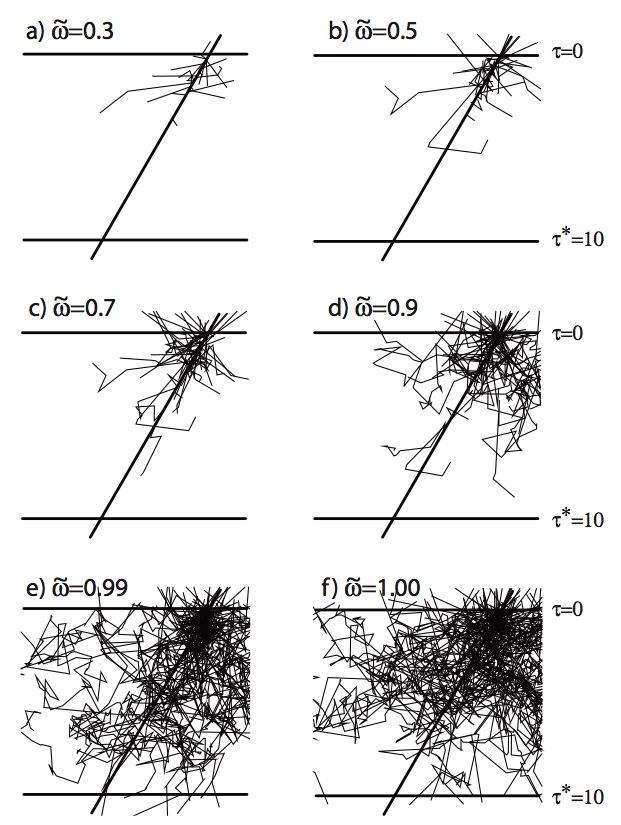 a) ω̃=0.3
b) ω̃=0.5
τ=0
τ*=10
c) ω̃=0.7
d) ω̃=0.9
τ=0
τ*=10
e) ω̃=0.99
f) ω̃=1.00
τ=0
τ*=10